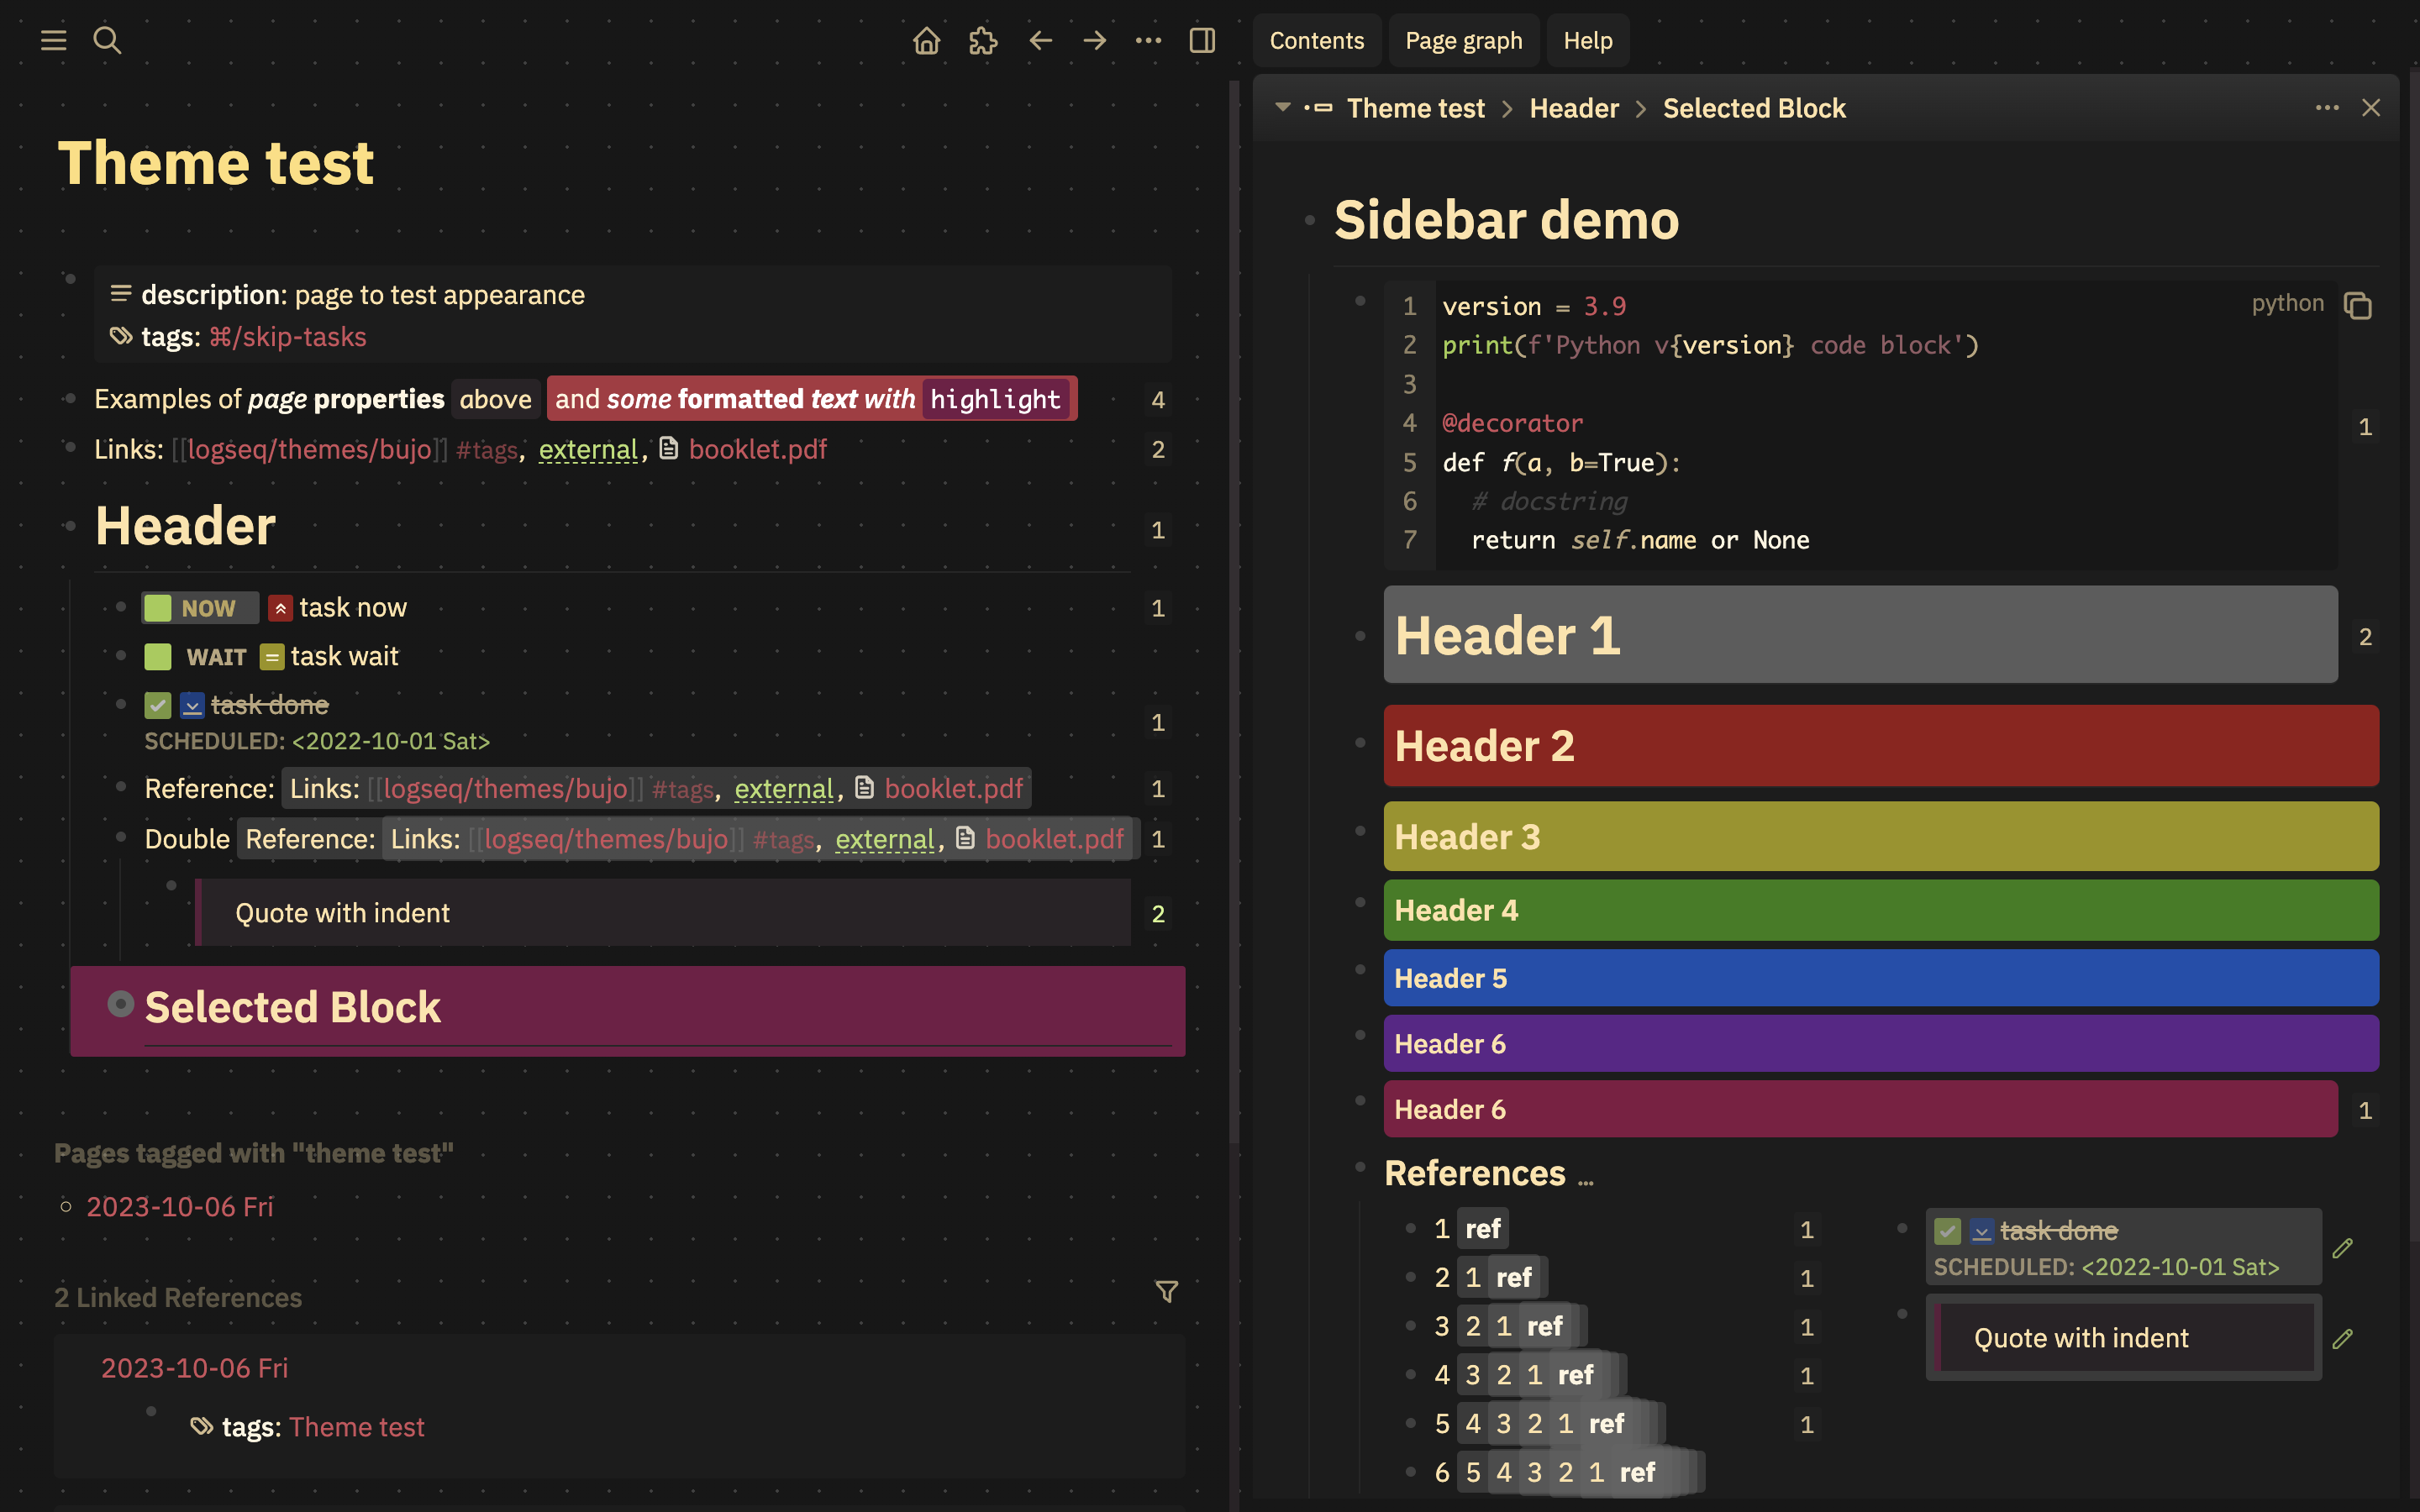 Theme test
description: page to test appearance
tags: ⌘/skip-tasks
Examples of page properties above and some formatted text with highlight 4
Links: [[logseq/themes/bujo]] #tags, external, booklet.pdf 2
Header 1
NOW task now 1
WAIT = task wait
task done
SCHEDULED: <2022-10-01 Sat> 1
Reference: Links: [[logseq/themes/bujo]] #tags, external, booklet.pdf 1
Double Reference: Links: [[logseq/themes/bujo]] #tags, external, booklet.pdf 1
Quote with indent 2
Selected Block
Pages tagged with "theme test"
2023-10-06 Fri
2 Linked References
2023-10-06 Fri
tags: Theme test
Contents Page graph Help
Theme test > Header > Selected Block
Sidebar demo
python
1 version = 3.9
2 print(f'Python v{version} code block')
3
4 @decorator 1
5 def f(a, b=True):
6 # docstring
7 return self.name or None
Header 1 2
Header 2
Header 3
Header 4
Header 5
Header 6
Header 6 1
References ...
1 ref 1
2 1 ref 1
3 2 1 ref 1
4 3 2 1 ref 1
5 4 3 2 1 ref 1
6 5 4 3 2 1 ref
task done
SCHEDULED: <2022-10-01 Sat>
Quote with indent